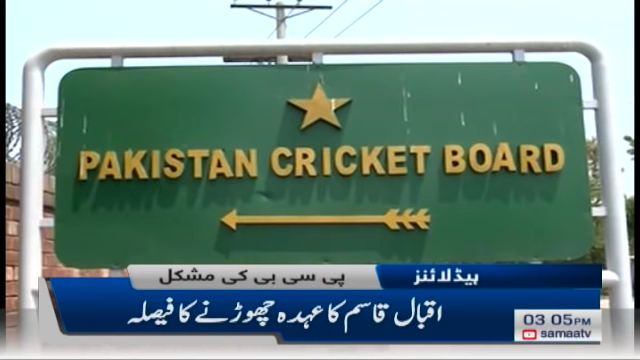 PAKISTAN CRICKET BOARD
ہیڈلائنز
پی سی بی کی مشکل
اقبال قاسم کا عہدہ چھوڑنے کا فیصلہ
03 05PM
samaatv